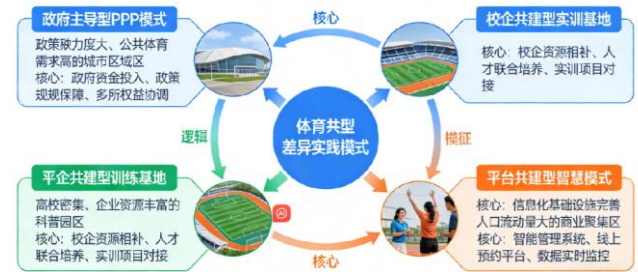 政府主导型PPP模式
政策敏力度大、公共体育
需求高的城市区域区
核心：政府资金投入、政策
规规保障、多所权益协调
核心
校企共建型实训基地
核心：校企资源相补、人
才联合培养、实训项目对
接
逻辑
体育共型
差异实践模式
模征
平企共建型训练基地
高校密集、企业资源丰富的
科普园区
核心：校企资源相补、人才
联合培养、实训项目对接
AI
核心
平台共建型智慧模式
核心：信息化基础设施完善
人口流动量大的商业聚集区
核心：智能管理系统、线上
预约平台、数据实时监控